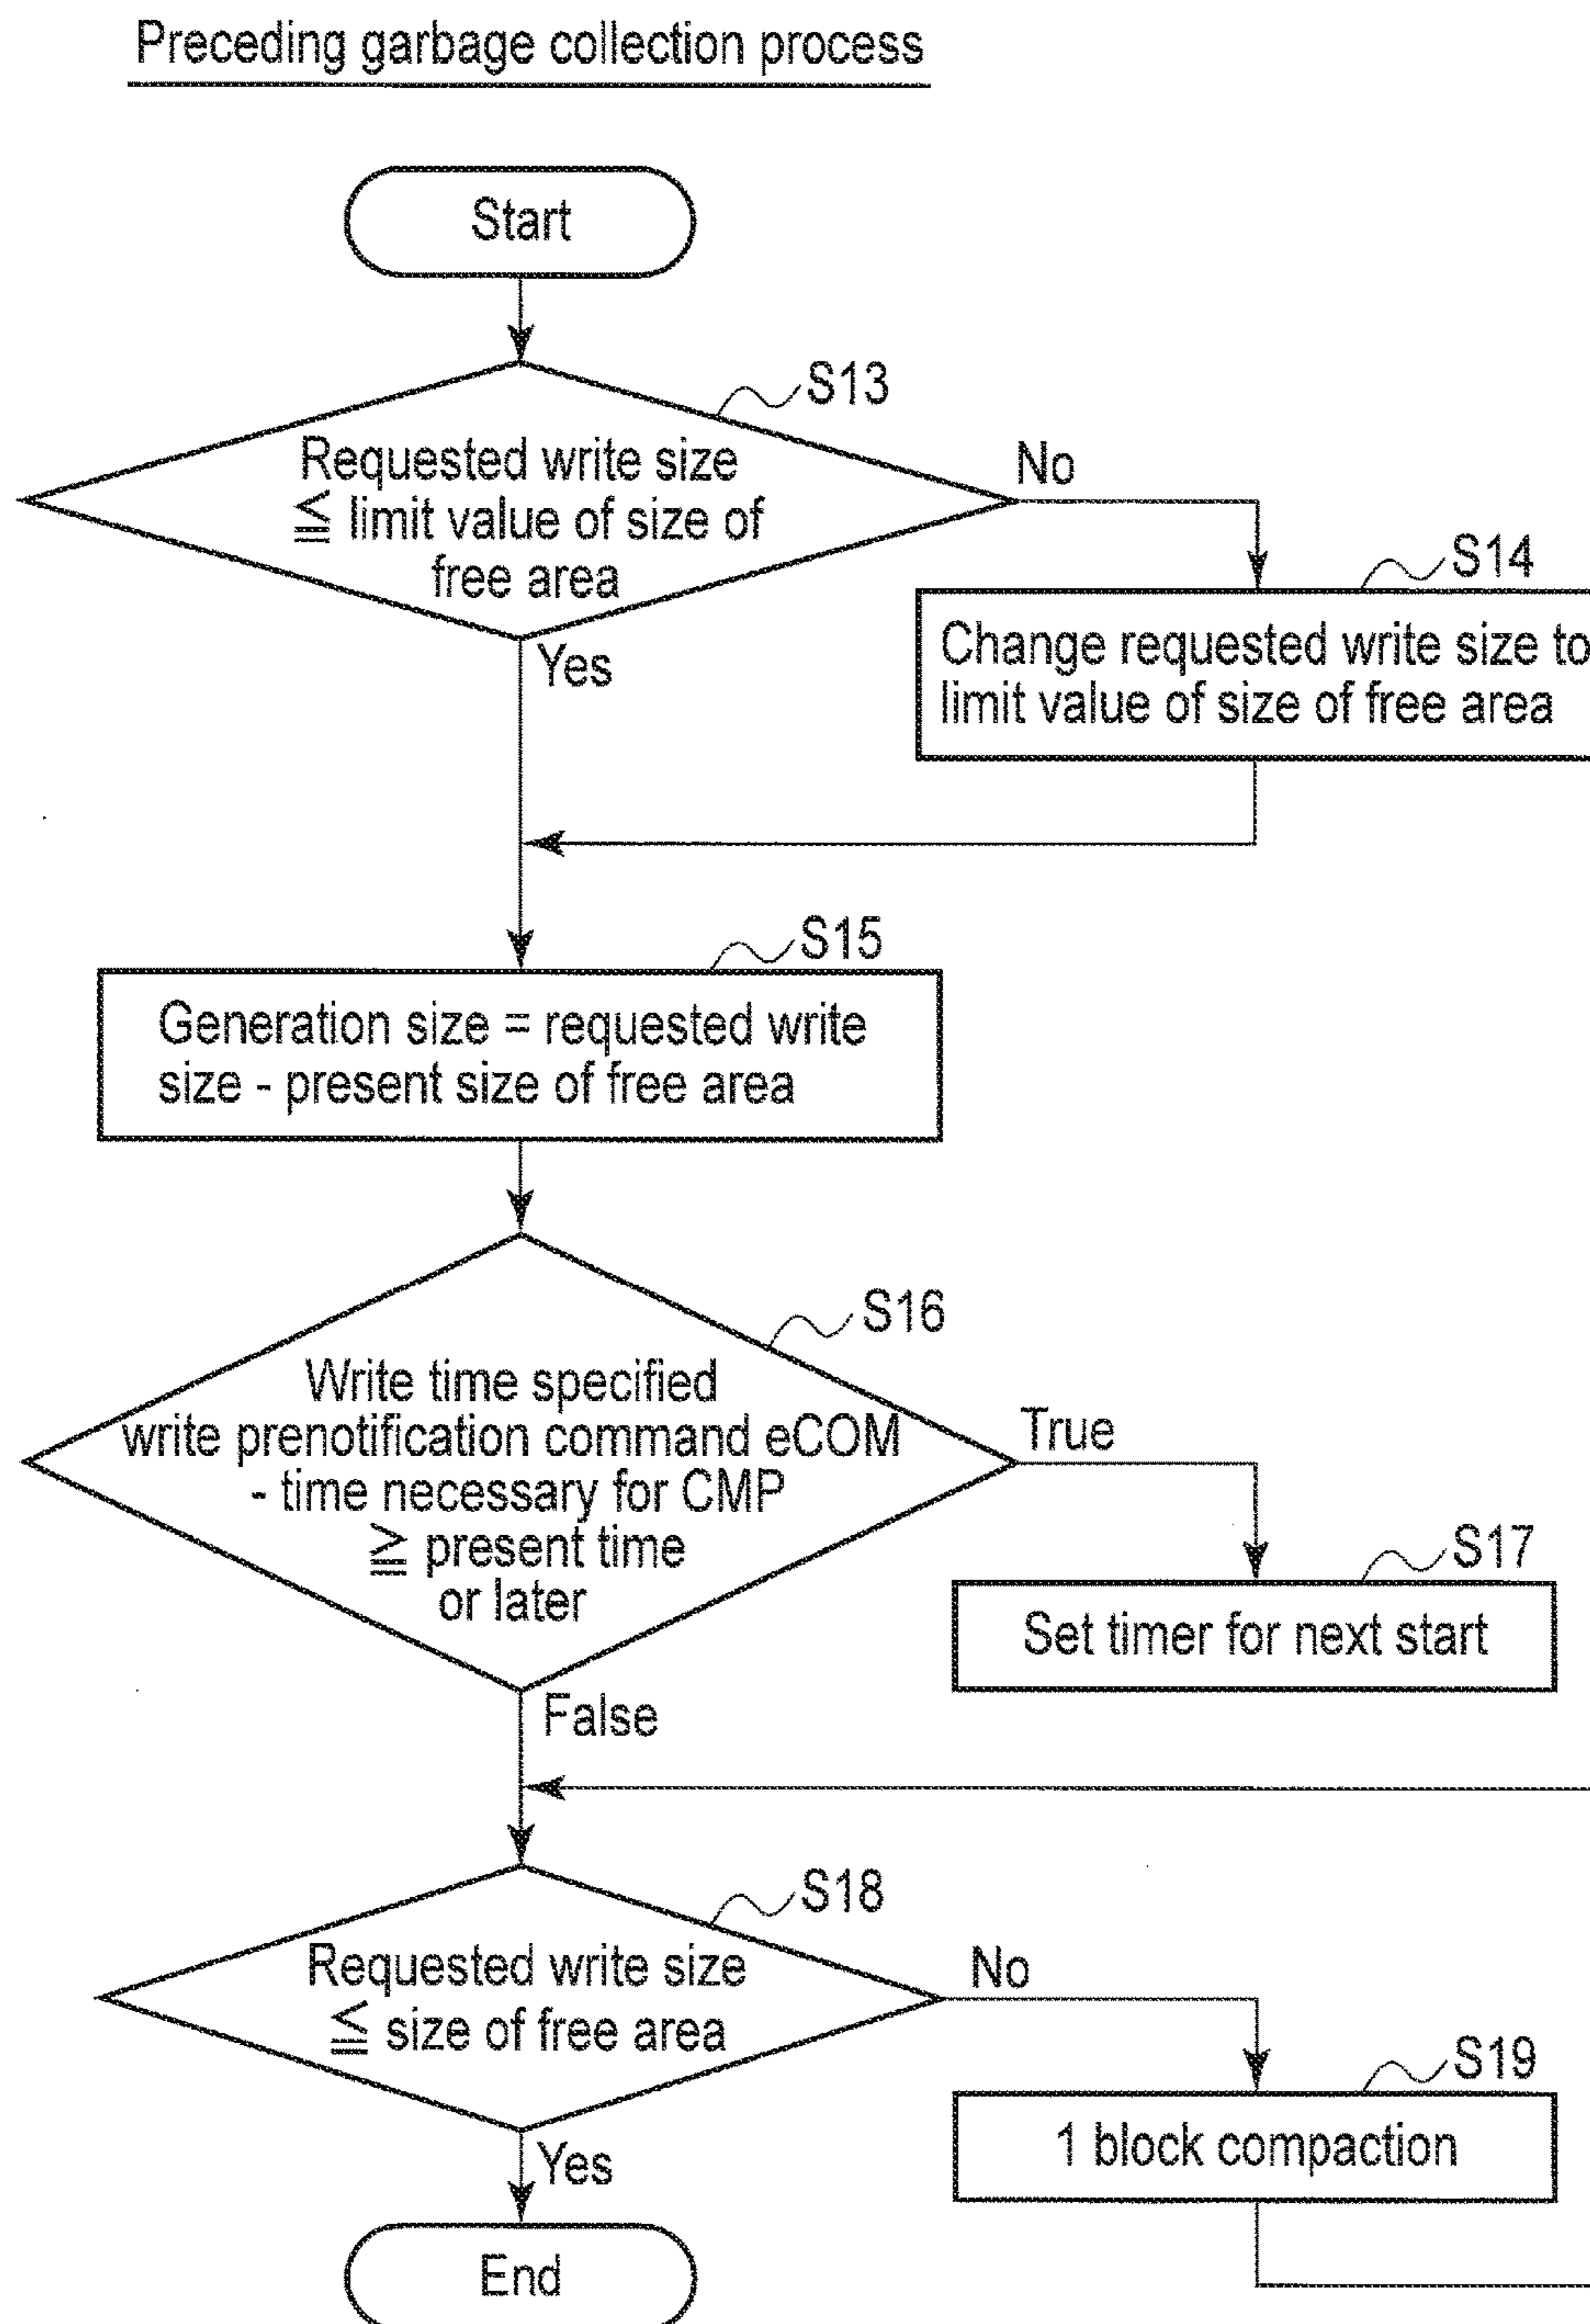 Preceding garbage collection process
Start
S13
Requested write size
≦ limit value of size of
free area
No
Yes
S14
Change requested write size to
limit value of size of free area
S15
Generation size = requested write
size - present size of free area
S16
Write time specified
write prenotification command eCOM
- time necessary for CMP
≧ present time
or later
True
False
S17
Set timer for next start
S18
Requested write size
≦ size of free area
No
Yes
S19
1 block compaction
End